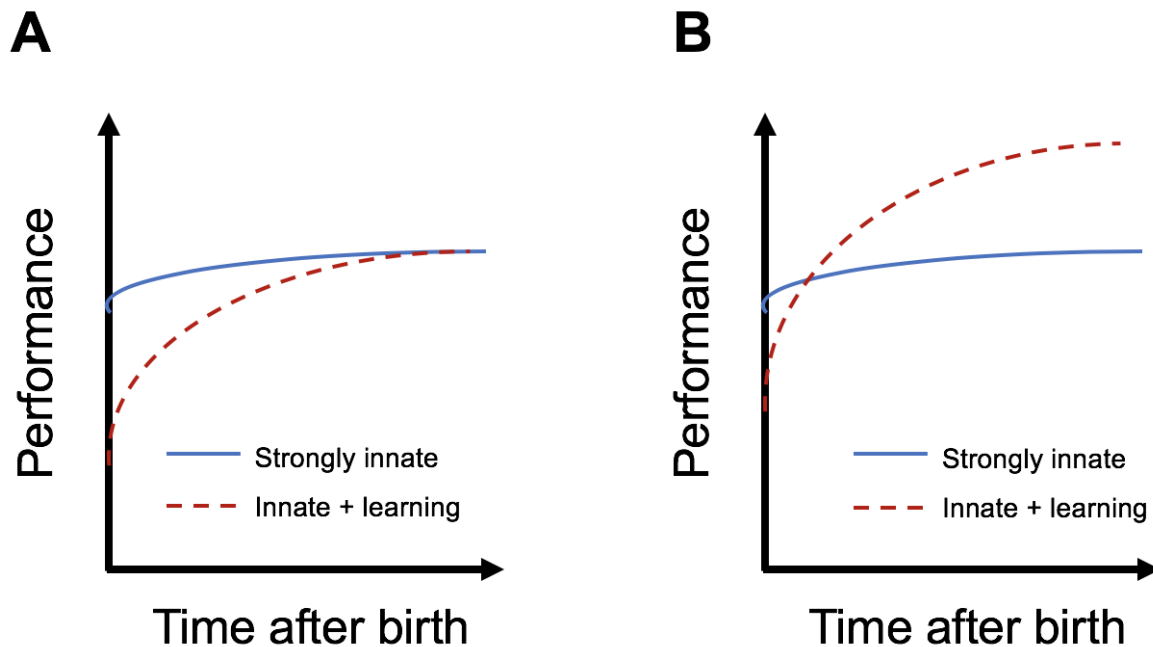 A
Performance
Strongly innate
Innate + learning
Time after birth
B
Performance
Strongly innate
Innate + learning
Time after birth